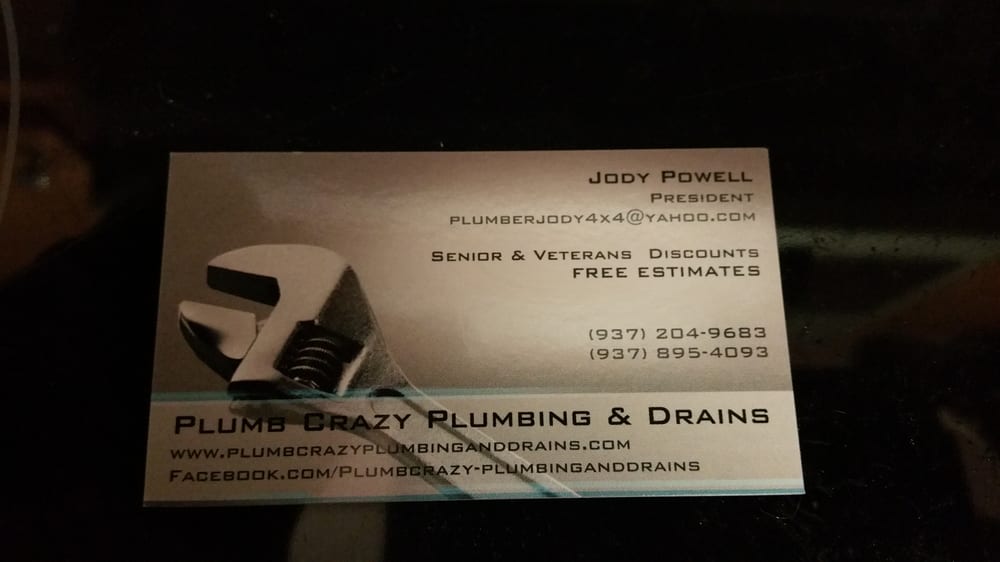 Jody Powell
President
plumberjody4x4@yahoo.com
Senior & Veterans Discounts
FREE ESTIMATES
(937) 204-9683
(937) 895-4093
Plumb Crazy Plumbing & Drains
www.plumbcrazyplumbinganddrains.com
Facebook.com/Plumbcrazy-plumbinganddrains